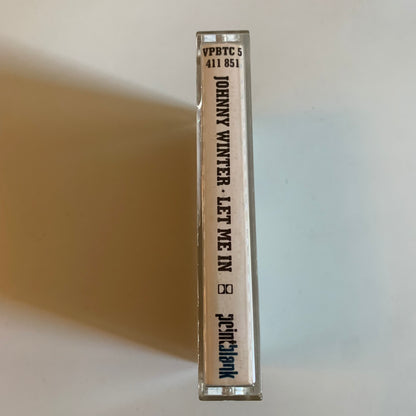 VPBTC 5
411 851
JOHNNY WINTER · LET ME IN
pointblank